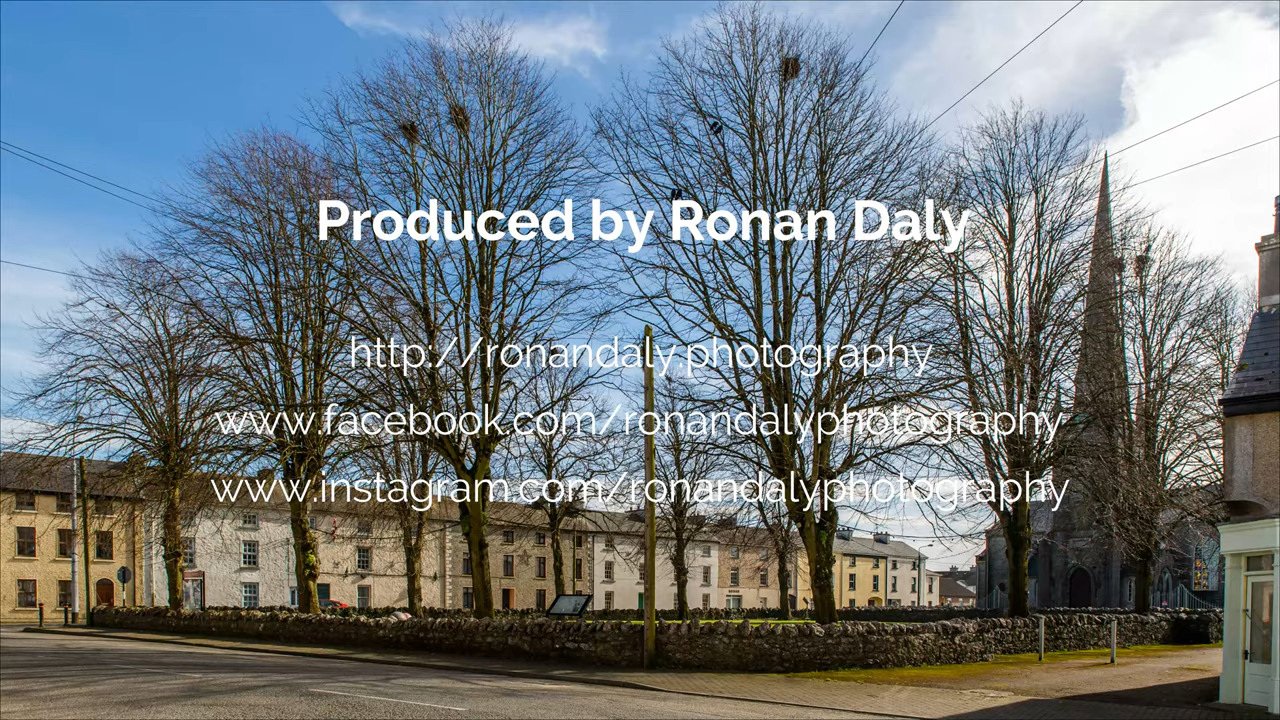 Produced by Ronan Daly
http://ronandaly.photography
www.facebook.com/ronandalyphotography
www.instagram.com/ronandalyphotography